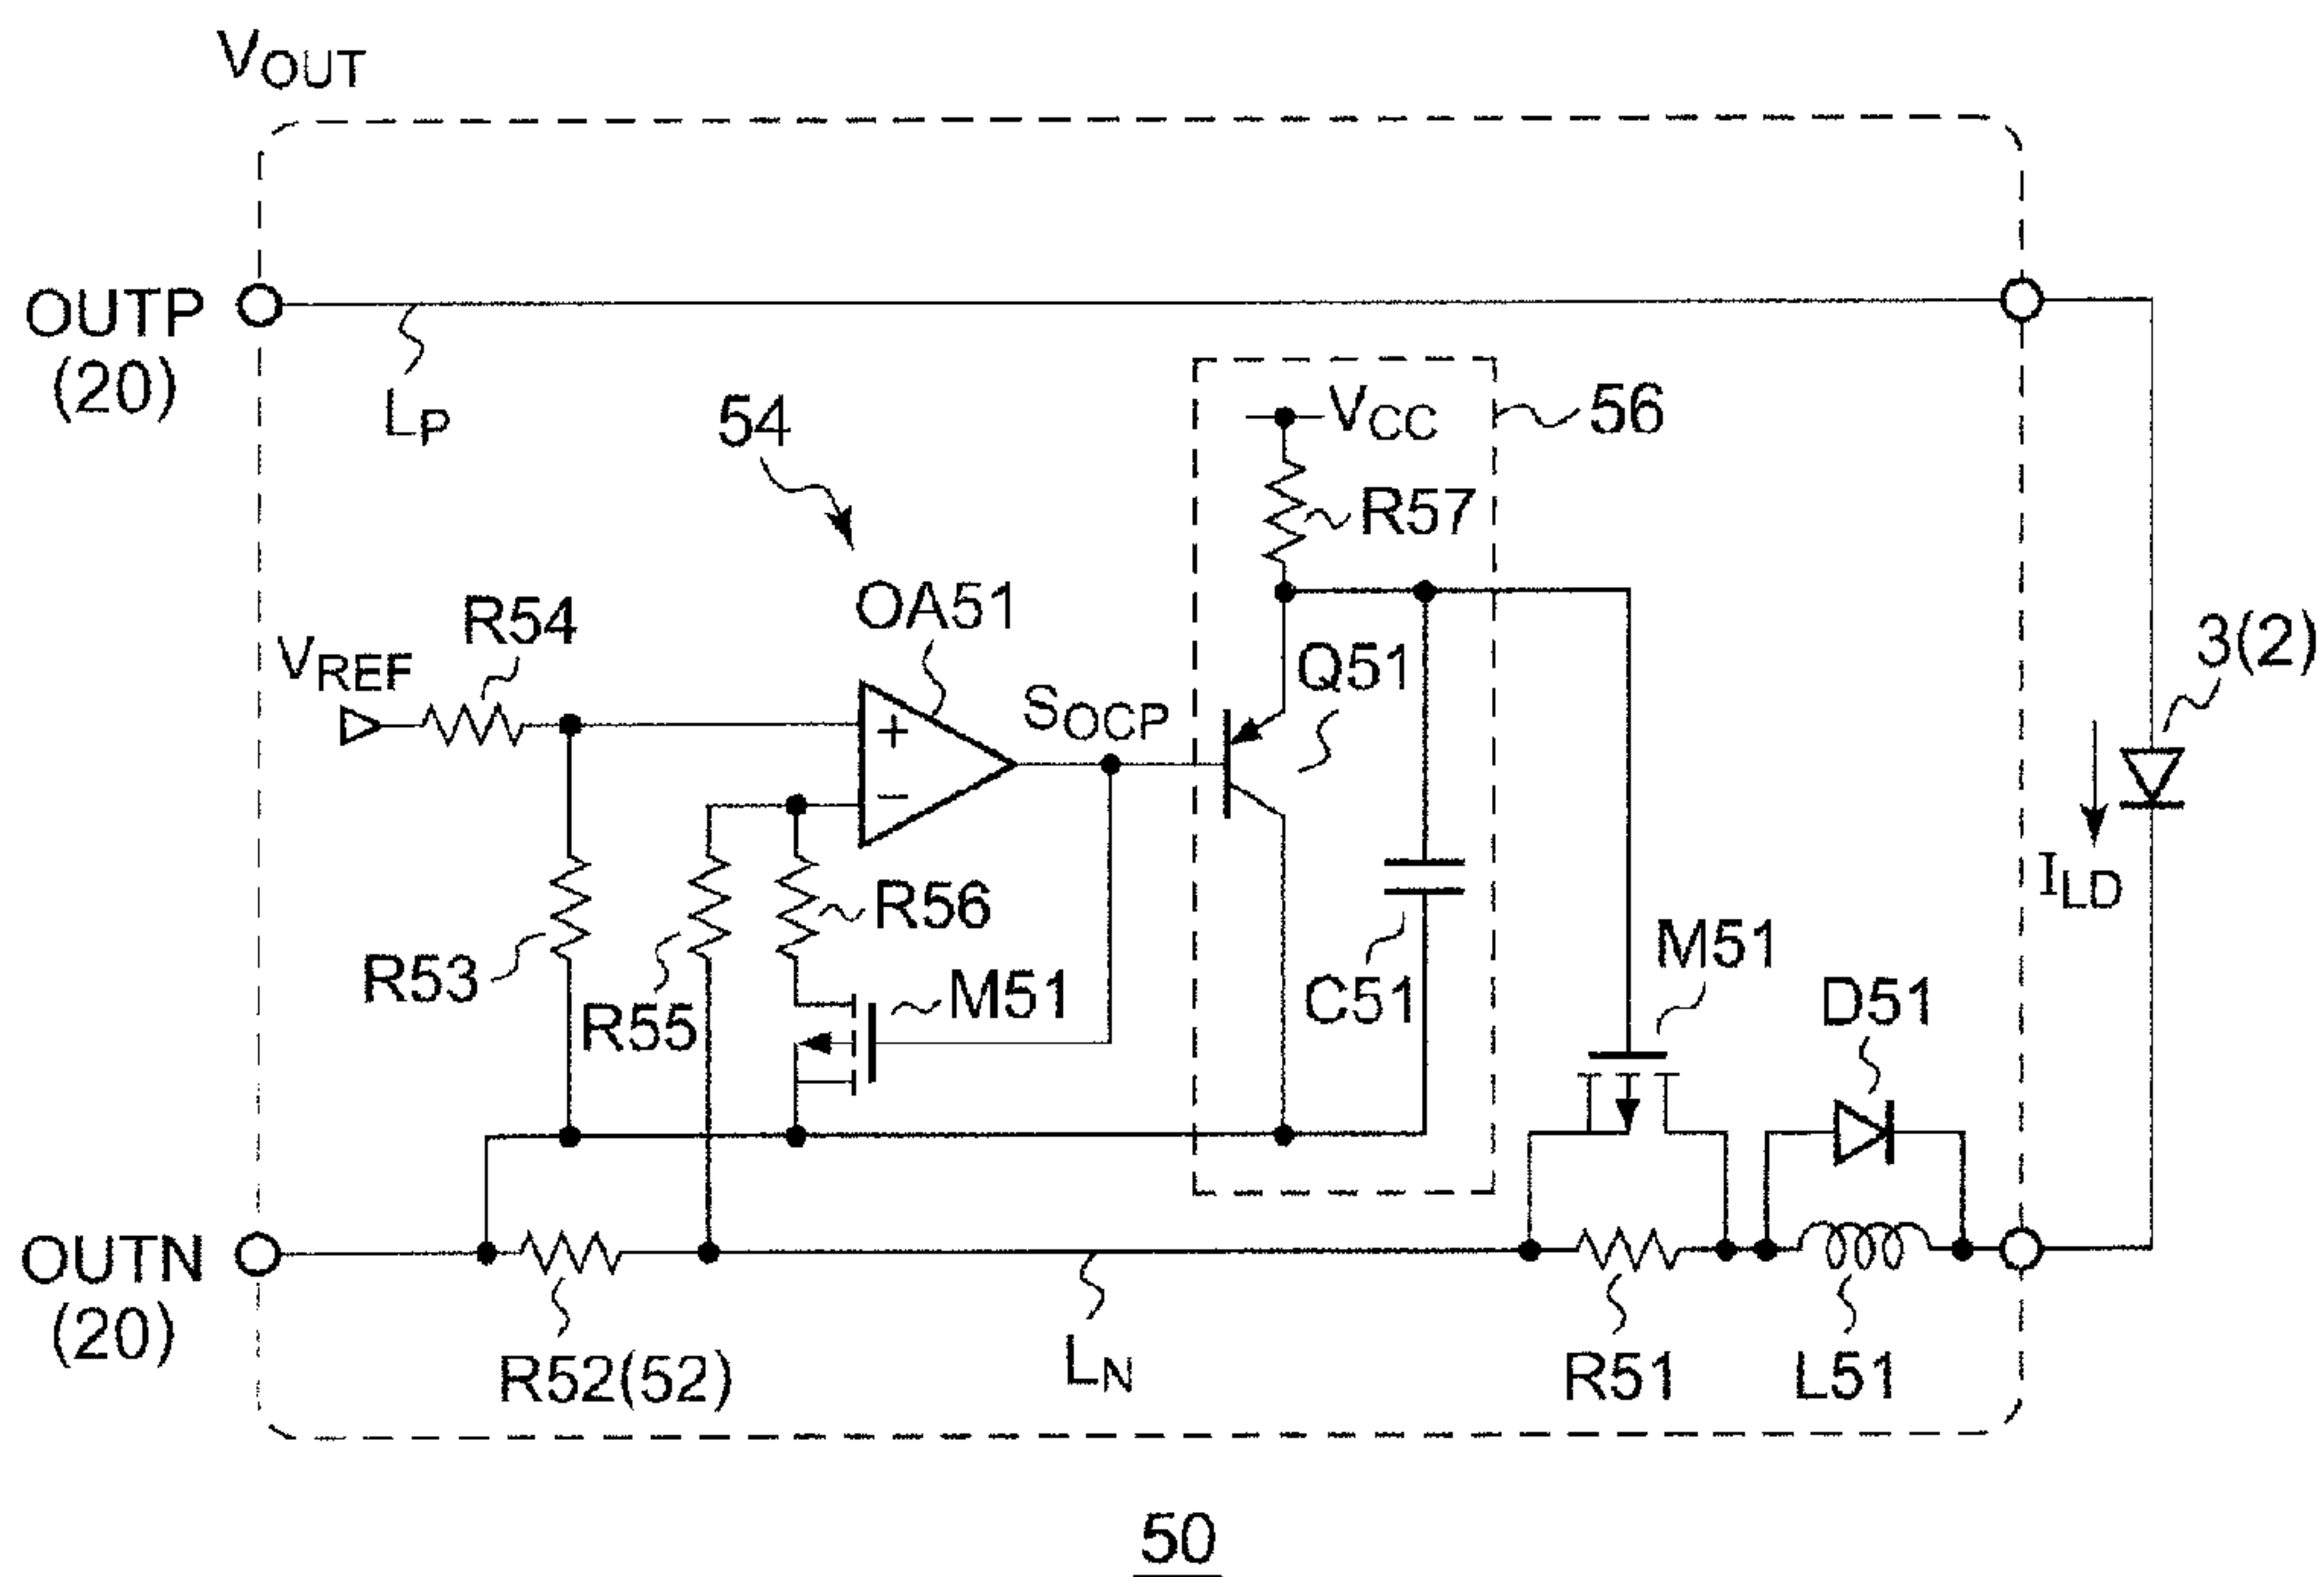 VOUT
OUTP
(20)
LP
54
VCC
56
R57
OA51
R54
VREF
+
−
SOCP
Q51
3(2)
ILD
R53
R55
R56
M51
C51
M51
D51
OUTN
(20)
R52(52)
LN
R51
L51
50